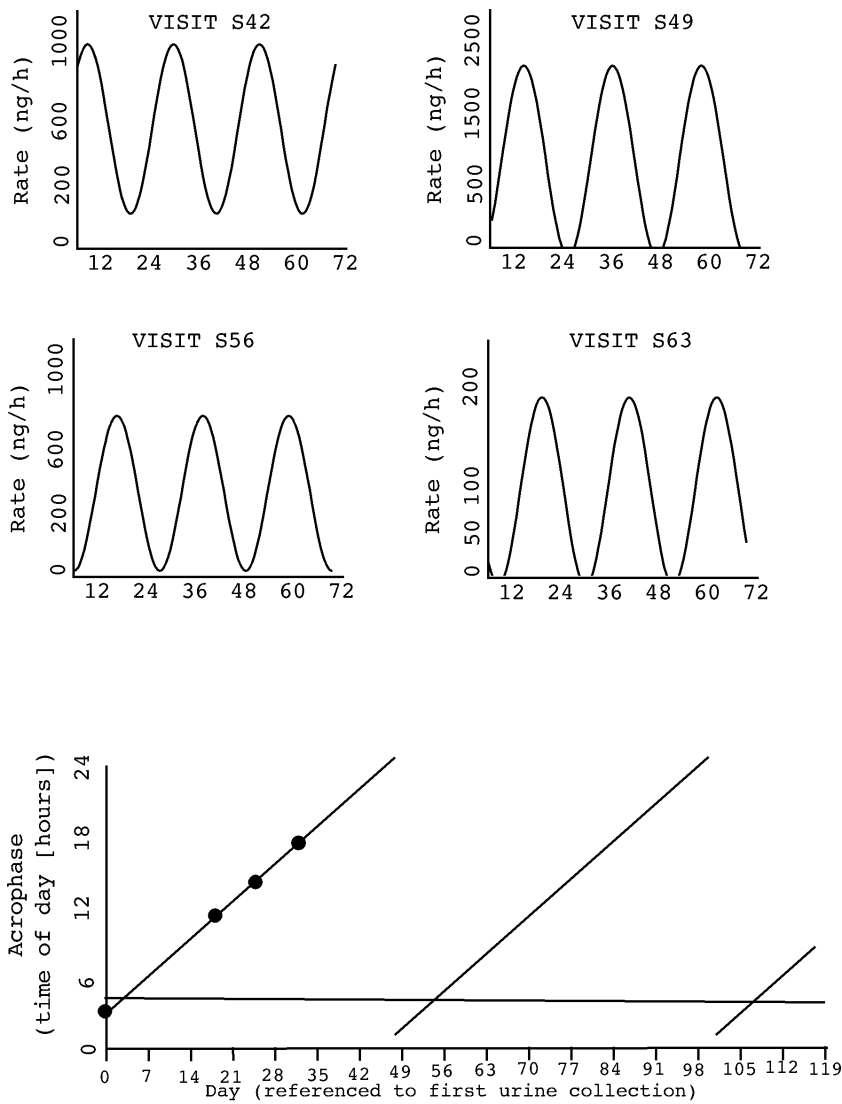 VISIT S42
Rate (ng/h)
1000
600
200
0
12 24 36 48 60 72
VISIT S49
Rate (ng/h)
2500
1500
500
0
12 24 36 48 60 72
VISIT S56
Rate (ng/h)
1000
600
200
0
12 24 36 48 60 72
VISIT S63
Rate (ng/h)
200
100
50
0
12 24 36 48 60 72
Acrophase
(time of day [hours])
24
18
12
6
0
0 7 14 21 28 35 42 49 56 63 70 77 84 91 98 105 112 119
Day (referenced to first urine collection)